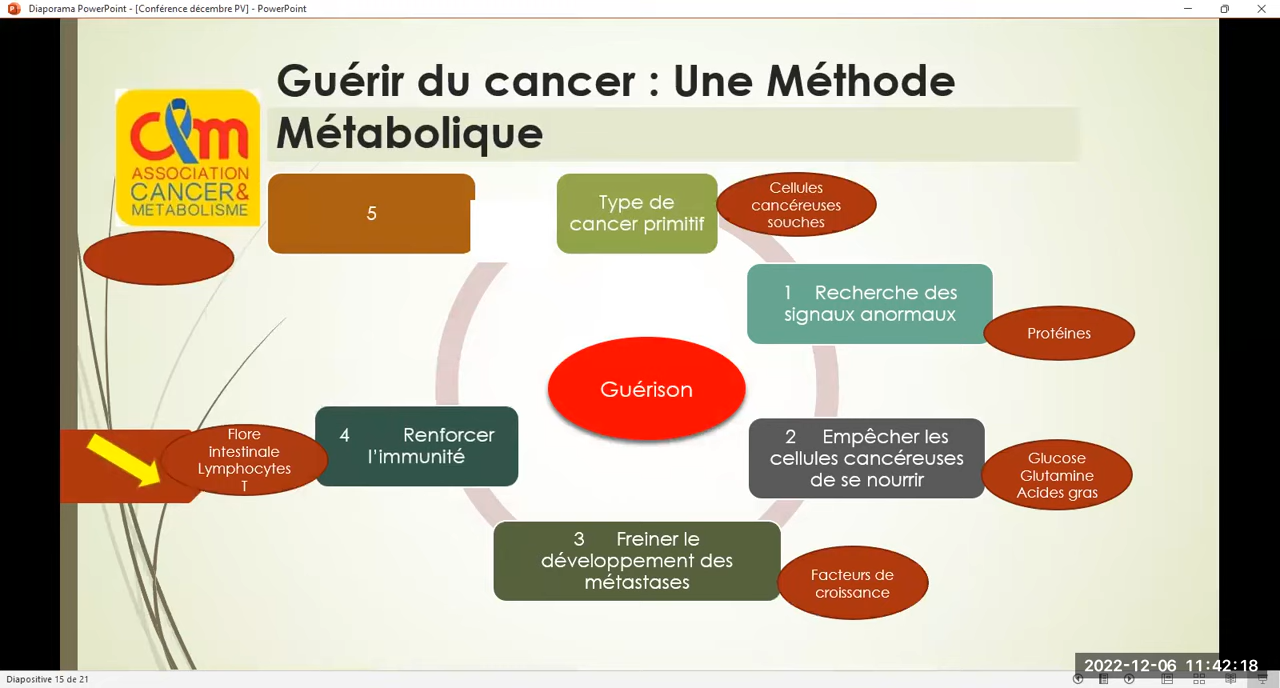 Diaporama PowerPoint - [Conférence décembre PV] - PowerPoint
Guérir du cancer : Une Méthode
Métabolique
c&m
ASSOCIATION
CANCER&
METABOLISME
5
Type de
cancer primitif
Cellules
cancéreuses
souches
1 Recherche des
signaux anormaux
Protéines
Guérison
2 Empêcher les
cellules cancéreuses
de se nourrir
Glucose
Glutamine
Acides gras
3 Freiner le
développement des
métastases
Facteurs de
croissance
4 Renforcer
l'immunité
Flore
intestinale
Lymphocytes
T
2022-12-06 11:42:18
Diapositive 15 de 21